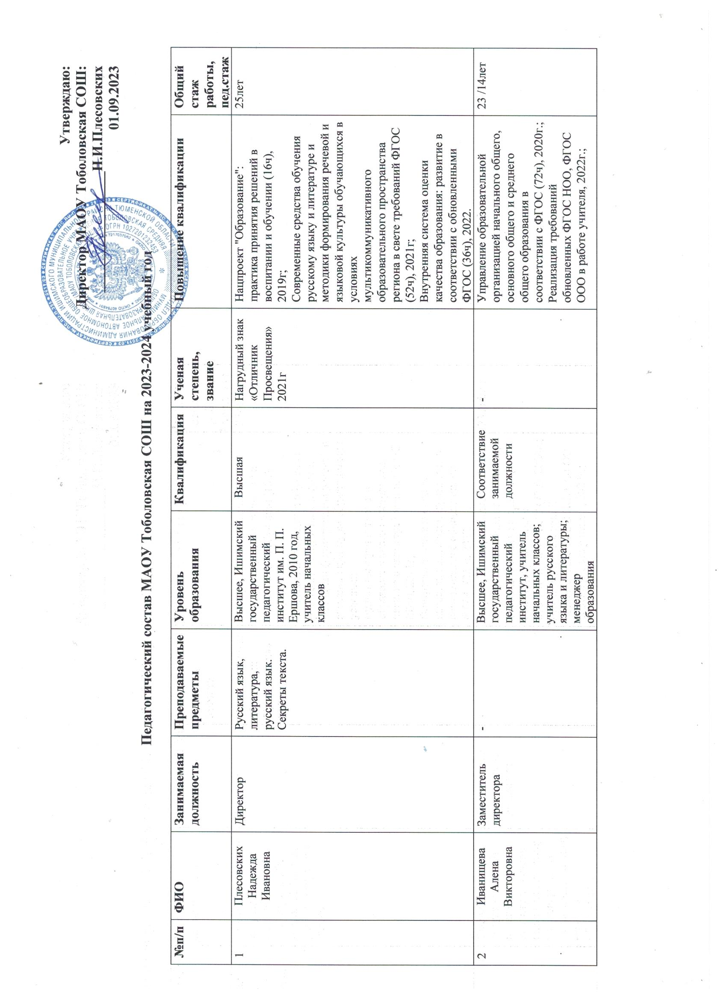 Утверждаю:
Директор МАОУ Тоболовская СОШ:
Н.И.Плесовских
01.09.2023
Педагогический состав МАОУ Тоболовская СОШ на 2023-2024 учебный год
№п/п
ФИО
Занимаемая
должность
Преподаваемые
предметы
Уровень
образования
Квалификация
Ученая
степень,
звание
Повышение квалификации
Общий
стаж
работы,
пед.стаж
1
Плесовских
Надежда
Ивановна
Директор
Русский язык,
литература,
русский язык.
Секреты текста.
Высшее, Ишимский
государственный
педагогический
институт им. П. П.
Ершова, 2010 год,
учитель начальных
классов
Высшая
Нагрудный знак
«Отличник
Просвещения»
2021г
Нацпроект "Образование":
практика принятия решений в
воспитании и обучении (16ч),
2019г;
Современные средства обучения
русскому языку и литературе и
методики формирования речевой и
языковой культуры обучающихся в
условиях
мультикоммуникативного
образовательного пространства
региона в свете требований ФГОС
(52ч), 2021г;
Внутренняя система оценки
качества образования: развитие в
соответствии с обновленными
ФГОС (36ч), 2022.
25лет
2
Иванищева
Алена
Викторовна
Заместитель
директора
-
Высшее, Ишимский
государственный
педагогический
институт, учитель
начальных классов;
учитель русского
языка и литературы;
менеджер
образования
Соответствие
занимаемой
должности
-
Управление образовательной
организацией начального общего,
основного общего и среднего
общего образования в
соответствии с ФГОС (72ч), 2020г.;
Реализация требований
обновленных ФГОС НОО, ФГОС
ООО в работе учителя, 2022г.;
23 /14лет